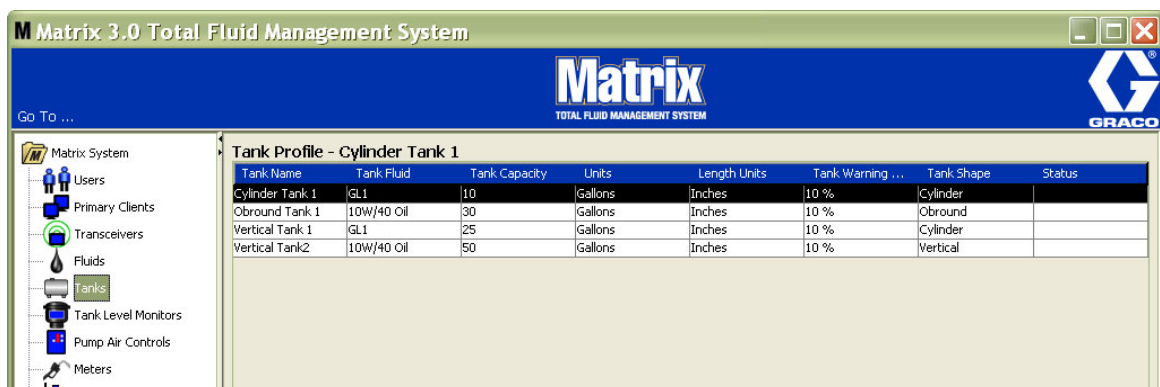 M Matrix 3.0 Total Fluid Management System
Matrix
TOTAL FLUID MANAGEMENT SYSTEM
®
GRACO
Go To ...
Matrix System
Users
Primary Clients
Transceivers
Fluids
Tanks
Tank Level Monitors
Pump Air Controls
Meters
Tank Profile - Cylinder Tank 1
Tank Name Tank Fluid Tank Capacity Units Length Units Tank Warning ... Tank Shape Status
Cylinder Tank 1 GL1 10 Gallons Inches 10 % Cylinder
Obround Tank 1 10W/40 Oil 30 Gallons Inches 10 % Obround
Vertical Tank 1 GL1 25 Gallons Inches 10 % Cylinder
Vertical Tank2 10W/40 Oil 50 Gallons Inches 10 % Vertical